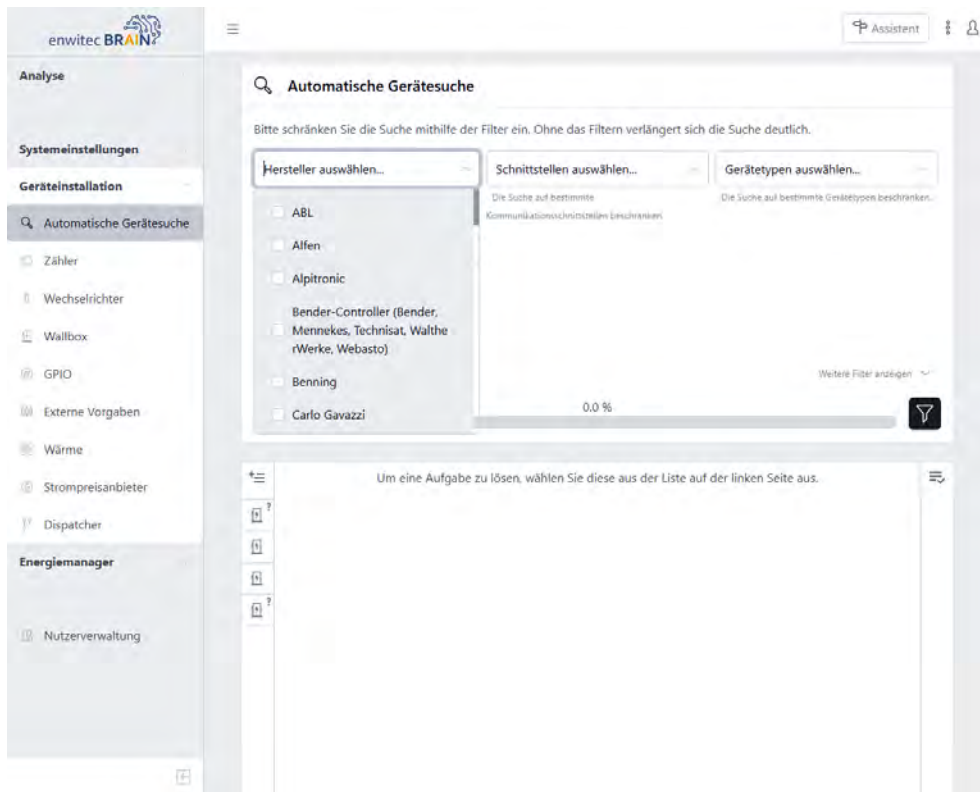 enwitec BRAIN
Assistent
Analyse
Systemeinstellungen
Geräteinstallation
Automatische Gerätesuche
Zähler
Wechselrichter
Wallbox
GPIO
Externe Vorgaben
Wärme
Strompreisanbieter
Dispatcher
Energiemanager
Nutzerverwaltung
Automatische Gerätesuche
Bitte schränken Sie die Suche mithilfe der Filter ein. Ohne das Filtern verlängert sich die Suche deutlich.
Hersteller auswählen...
ABL
Alfen
Alpitronic
Bender-Controller (Bender,
Mennekes, Technisat, Walthe
rWerke, Webasto)
Benning
Carlo Gavazzi
Schnittstellen auswählen...
Die Suche auf bestimmte
Kommunikationsschnittstellen beschränken.
Gerätetypen auswählen...
Die Suche auf bestimmte Gerätetypen beschränken.
Weitere Filter anzeigen
0.0 %
Um eine Aufgabe zu lösen, wählen Sie diese aus der Liste auf der linken Seite aus.
?
?